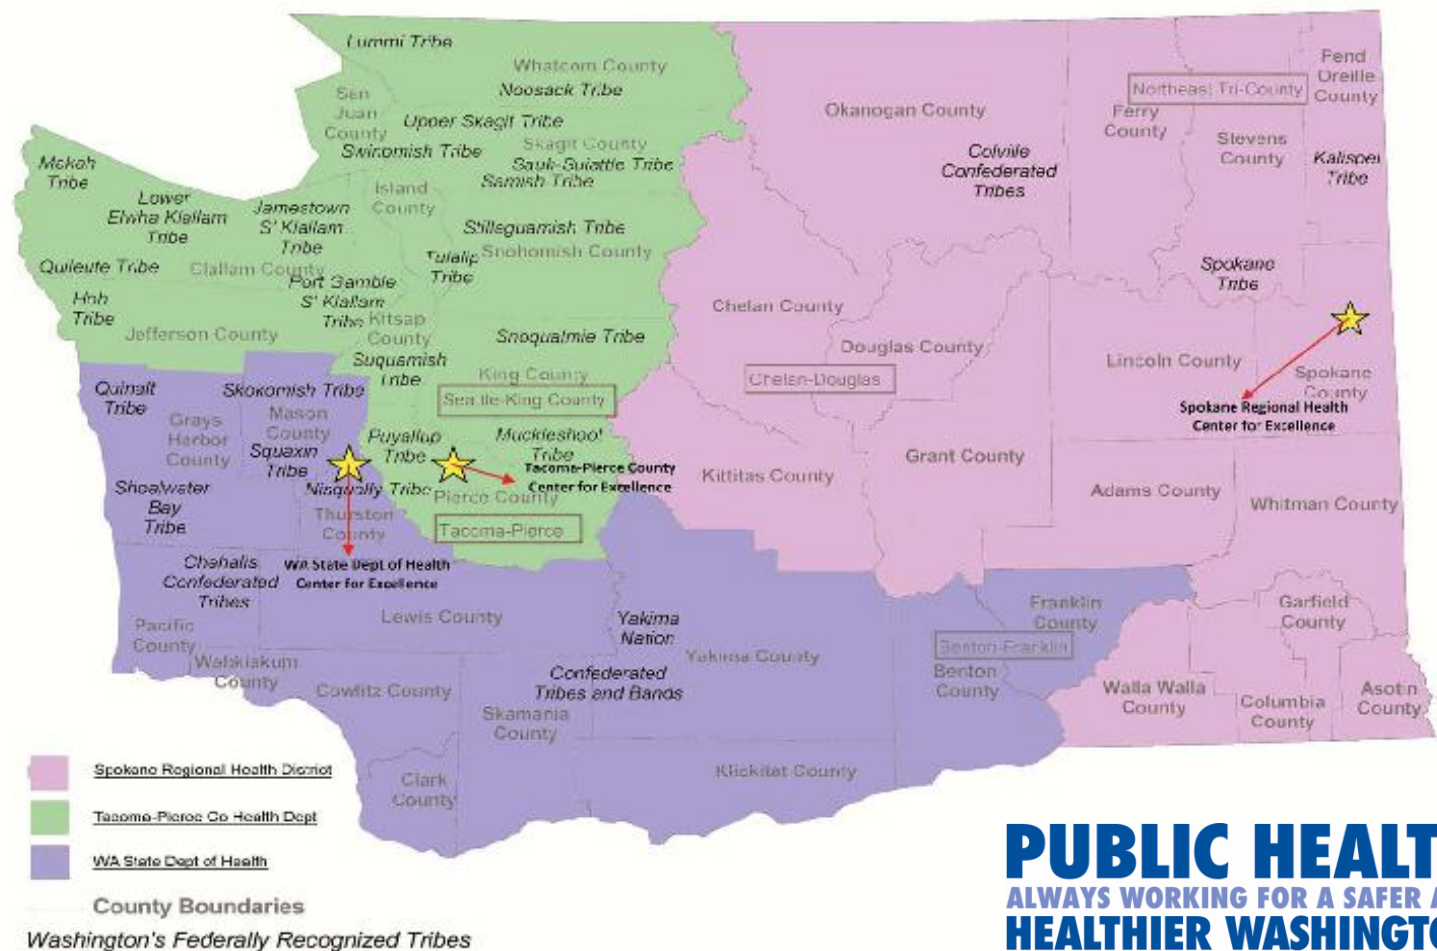 Lummi Tribe
Whatcom County
Noosack Tribe
San
Juan
County
Upper Skagit Tribe
Skagit County
Swinomish Tribe
Sauk-Suiattle Tribe
Samish Tribe
Island
County
Stilleguamish Tribe
Tulalip
Tribe
Snohomish County
Mckah
Tribe
Lower
Elwha Klallam
Tribe
Jamestown
S' Klallam
Tribe
Quileute Tribe
Clallam County
Port Gamble
S' Klallam
Tribe
Hoh
Tribe
Jefferson County
Kitsap
County
Suquamish
Tribe
Snoqualmie Tribe
King County
Seattle-King County
Okanogan County
Colville
Confederated
Tribes
Northeast Tri-County
Ferry
County
Stevens
County
Fend
Oreille
County
Kalispel
Tribe
Spokane
Tribe
Chelan County
Douglas County
Chelan-Douglas
Lincoln County
Spokane
County
Spokane Regional Health
Center for Excellence
Quinalt
Tribe
Skokomish Tribe
Mason
County
Grays
Harbor
County
Squaxin
Tribe
Puyallup
Tribe
Muckleshoot
Tribe
Tacoma-Pierce County
Center for Excellence
Nisqually Tribe
Pierce County
Tacoma-Pierce
Thurston
County
Shoalwater
Bay
Tribe
WA State Dept of Health
Center for Excellence
Chehalis
Confederated
Tribes
Kittitas County
Grant County
Adams County
Whitman County
Lewis County
Pacific
County
Wahkiakum
County
Cowlitz County
Yakima
Nation
Confederated
Tribes and Bands
Yakima County
Skamania
County
Franklin
County
Benton-Franklin
Benton
County
Garfield
County
Walla Walla
County
Columbia
County
Asotin
County
Clark
County
Klickitat County
Spokane Regional Health District
Tacoma-Pierce Co Health Dept
WA State Dept of Health
County Boundaries
Washington's Federally Recognized Tribes
PUBLIC HEALT
ALWAYS WORKING FOR A SAFER A
HEALTHIER WASHINGTO